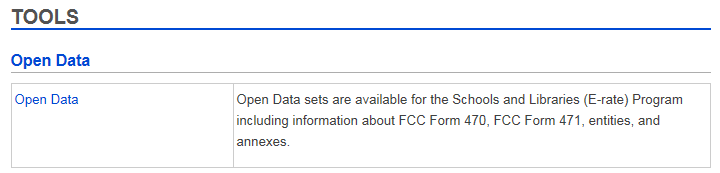 TOOLS
Open Data
Open Data
Open Data sets are available for the Schools and Libraries (E-rate) Program
including information about FCC Form 470, FCC Form 471, entities, and
annexes.